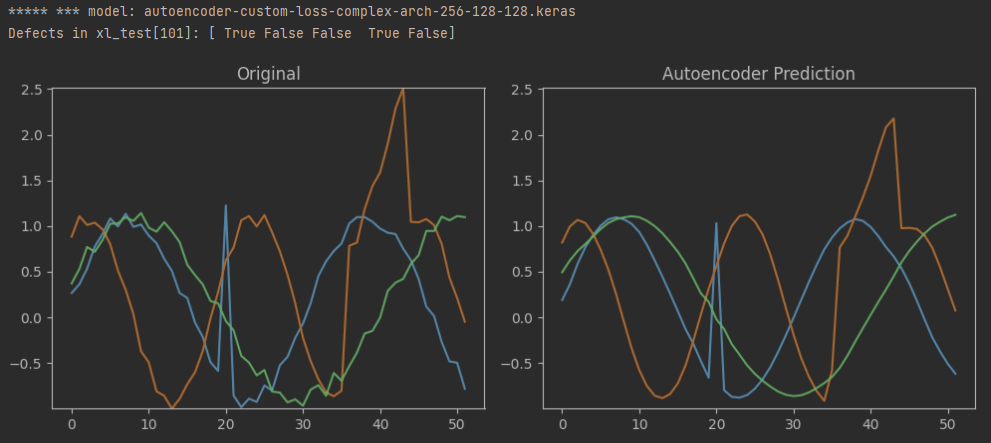 ***** *** model: autoencoder-custom-loss-complex-arch-256-128-128.keras
Defects in xl_test[101]: [ True False False  True False]
Original
Autoencoder Prediction
2.5
2.0
1.5
1.0
0.5
0.0
−0.5
0 10 20 30 40 50
2.5
2.0
1.5
1.0
0.5
0.0
−0.5
0 10 20 30 40 50